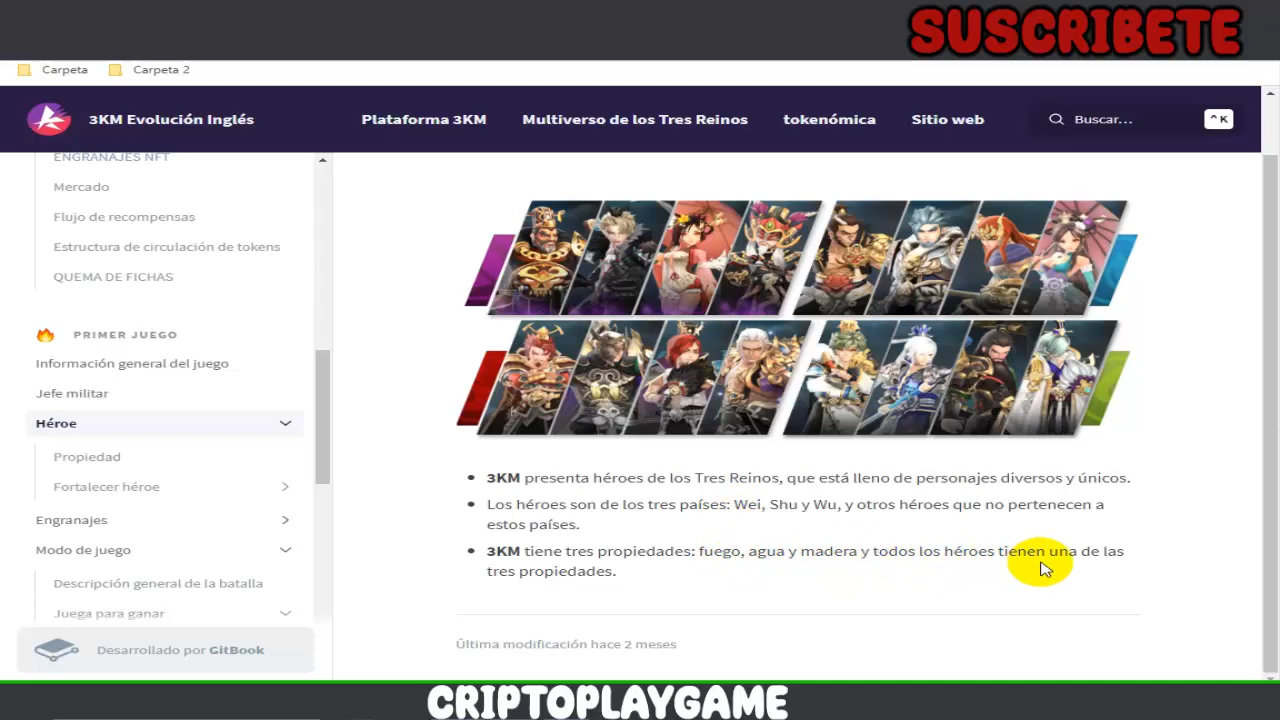 SUSCRIBETE
Carpeta
Carpeta 2
3KM Evolución Inglés
Plataforma 3KM
Multiverso de los Tres Reinos
tokenómica
Sitio web
Buscar...
^ K
ENGRANAJES NFT
Mercado
Flujo de recompensas
Estructura de circulación de tokens
QUEMA DE FICHAS
PRIMER JUEGO
Información general del juego
Jefe militar
Héroe
Propiedad
Fortalecer héroe
Engranajes
Modo de juego
Descripción general de la batalla
Juega para ganar
Desarrollado por GitBook
3KM presenta héroes de los Tres Reinos, que está lleno de personajes diversos y únicos.
Los héroes son de los tres países: Wei, Shu y Wu, y otros héroes que no pertenecen a
estos países.
3KM tiene tres propiedades: fuego, agua y madera y todos los héroes tienen una de las
tres propiedades.
Última modificación hace 2 meses
CRIPTOPLAYGAME